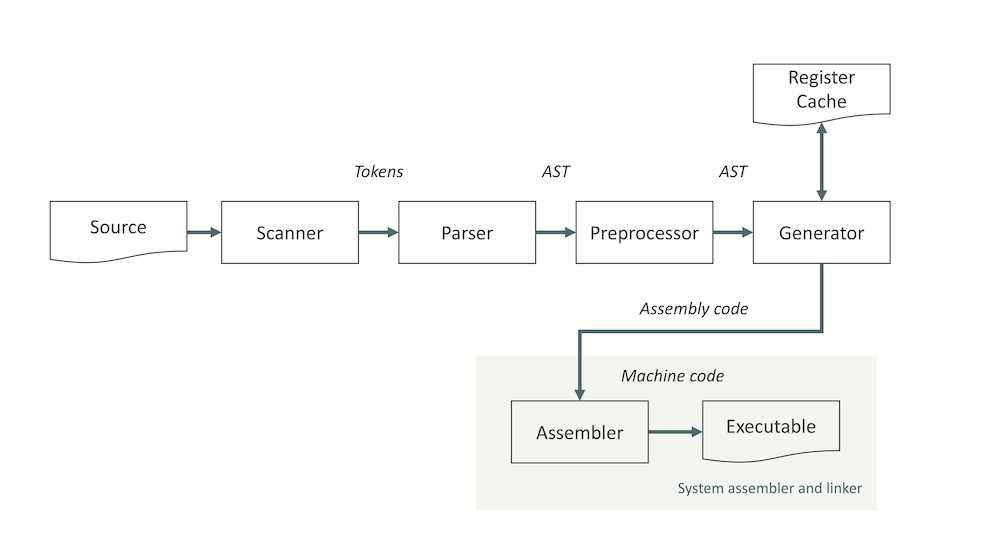 Register
Cache
Tokens
AST
AST
Source
Scanner
Parser
Preprocessor
Generator
Assembly code
Machine code
Assembler
Executable
System assembler and linker